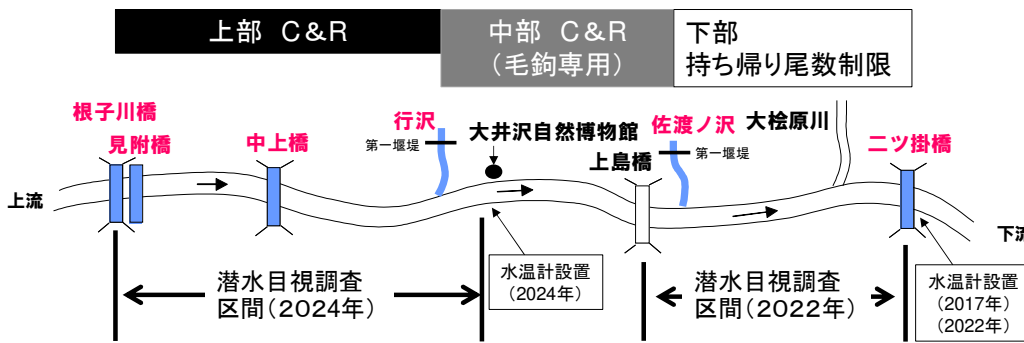 上部 C&R
中部 C&R
(毛鉤専用)
下部
持ち帰り尾数制限
根子川橋
見附橋
中上橋
行沢
第一堰堤
大井沢自然博物館
上島橋
佐渡ノ沢
第一堰堤
大桧原川
二ツ掛橋
上流
下流
潜水目視調査
区間(2024年)
水温計設置
(2024年)
潜水目視調査
区間(2022年)
水温計設置
(2017年)
(2022年)